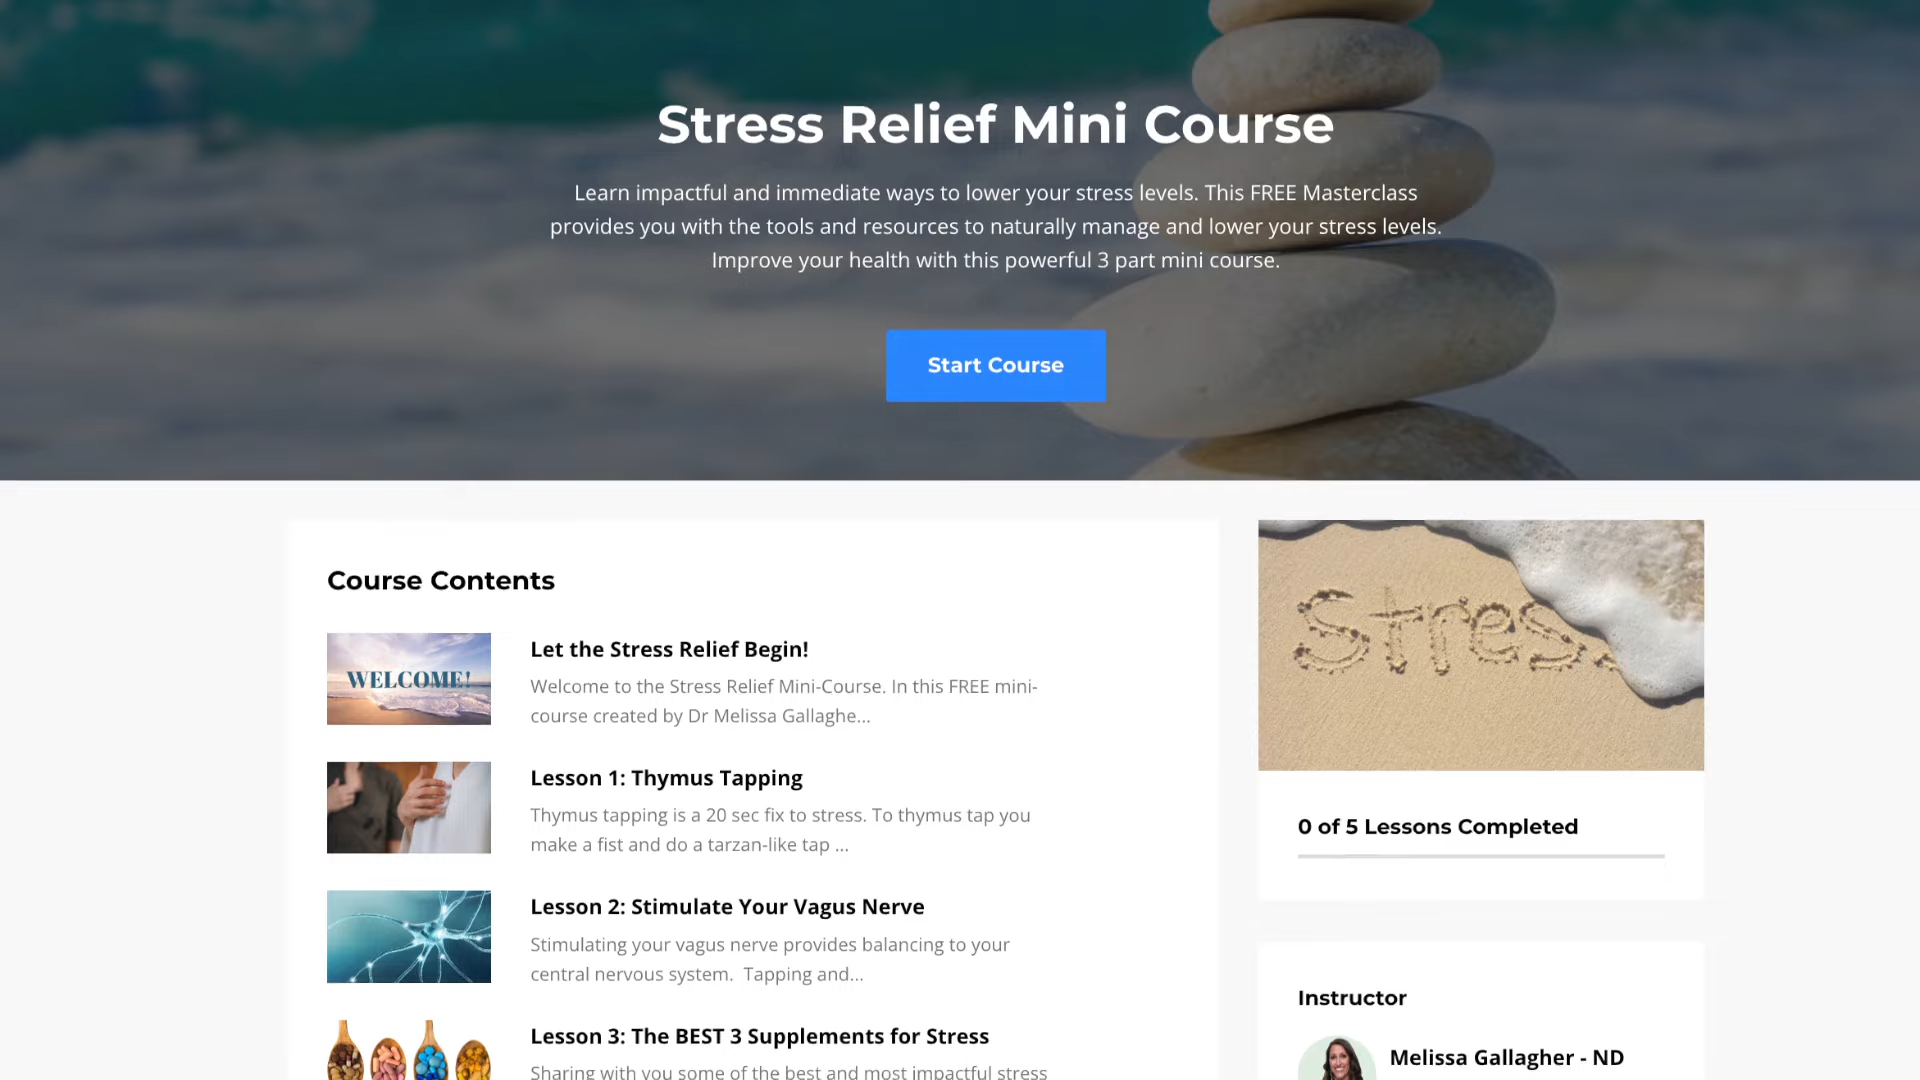 Stress Relief Mini Course
Learn impactful and immediate ways to lower your stress levels. This FREE Masterclass
provides you with the tools and resources to naturally manage and lower your stress levels.
Improve your health with this powerful 3 part mini course.
Start Course
Course Contents
WELCOME!
Let the Stress Relief Begin!
Welcome to the Stress Relief Mini-Course. In this FREE mini-
course created by Dr Melissa Gallaghe...
Lesson 1: Thymus Tapping
Thymus tapping is a 20 sec fix to stress. To thymus tap you
make a fist and do a tarzan-like tap ...
Lesson 2: Stimulate Your Vagus Nerve
Stimulating your vagus nerve provides balancing to your
central nervous system.  Tapping and...
Lesson 3: The BEST 3 Supplements for Stress
Sharing with you some of the best and most impactful stress
Stres
0 of 5 Lessons Completed
Instructor
Melissa Gallagher - ND